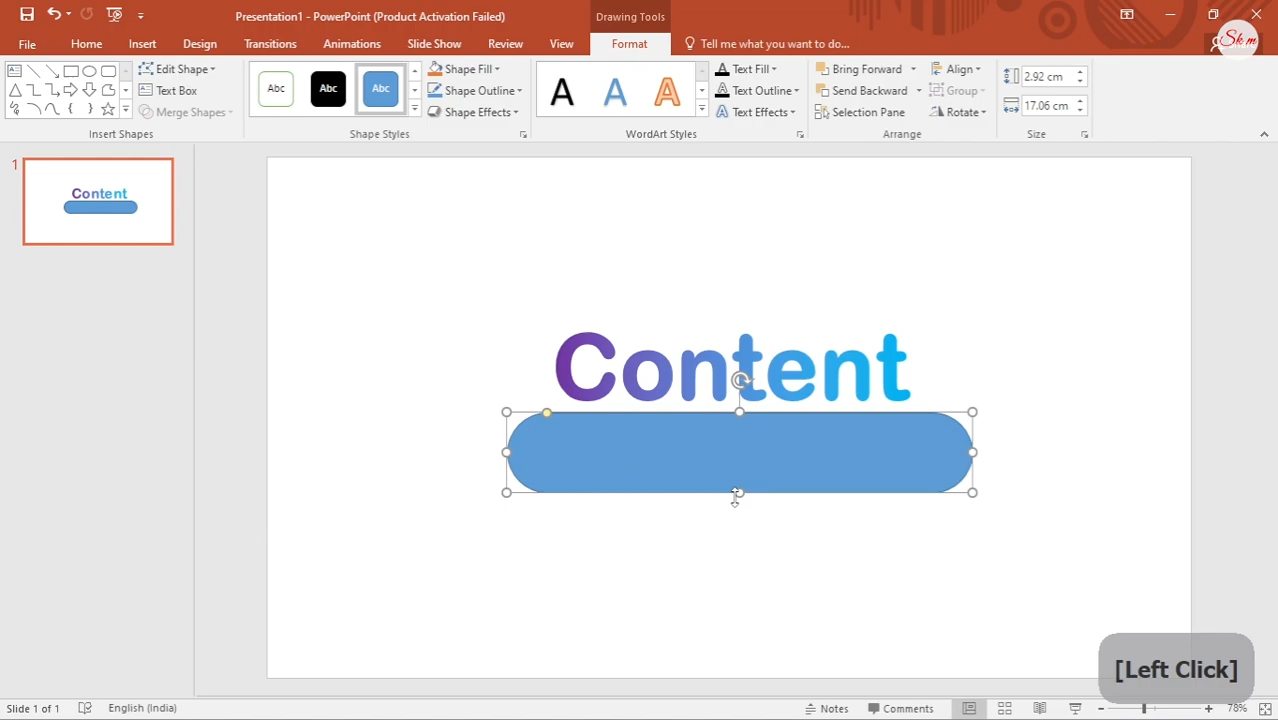 Presentation1 - PowerPoint (Product Activation Failed)
Drawing Tools
File
Home
Insert
Design
Transitions
Animations
Slide Show
Review
View
Format
Tell me what you want to do...
Skm
Edit Shape
Text Box
Merge Shapes
Insert Shapes
Abc
Abc
Abc
Shape Fill
Shape Outline
Shape Effects
Shape Styles
A
A
A
Text Fill
Text Outline
Text Effects
WordArt Styles
Bring Forward
Send Backward
Selection Pane
Align
Group
Rotate
Arrange
2.92 cm
17.06 cm
Size
1
Content
Content
[Left Click]
Slide 1 of 1
English (India)
Notes
Comments
78%